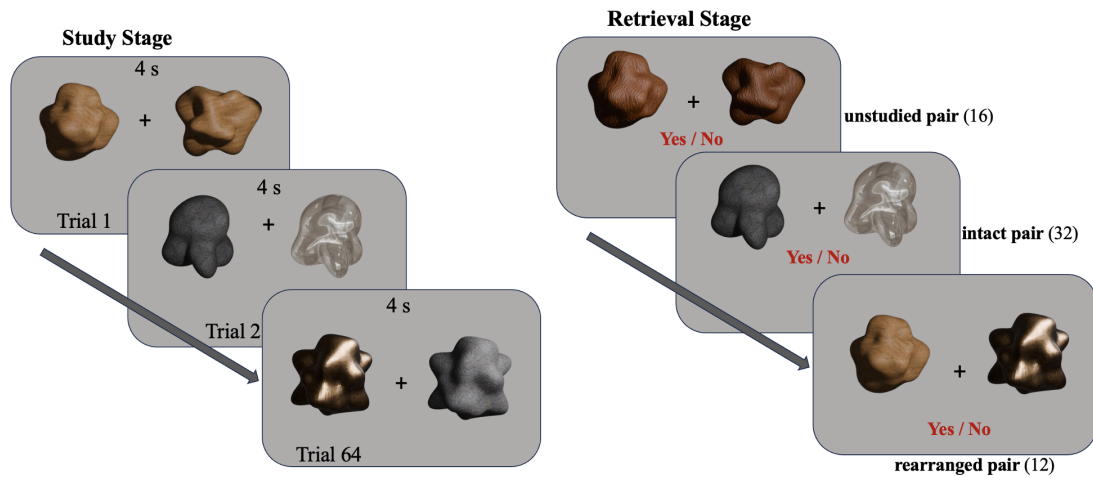 Study Stage
4 s
+
Trial 1
4 s
+
Trial 2
4 s
+
Trial 64
Retrieval Stage
+
Yes / No
unstudied pair (16)
+
Yes / No
intact pair (32)
+
Yes / No
rearranged pair (12)